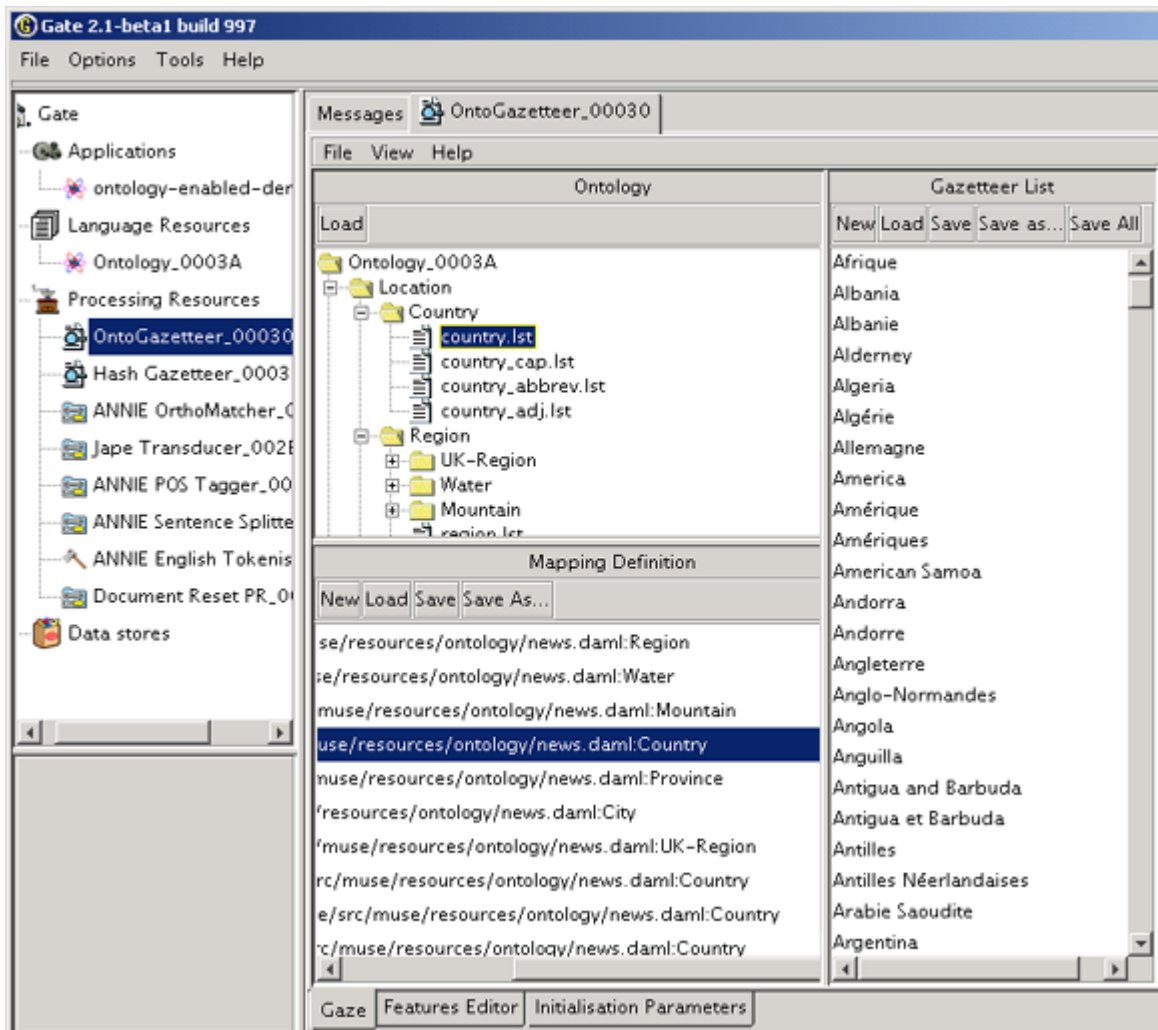 Gate 2.1-beta1 build 997
File Options Tools Help
Gate
Applications
ontology-enabled-der
Language Resources
Ontology_0003A
Processing Resources
OntoGazetteer_00030
Hash Gazetteer_0003
ANNIE OrthoMatcher_0
Jape Transducer_002E
ANNIE POS Tagger_00
ANNIE Sentence Splitte
ANNIE English Tokenis
Document Reset PR_00
Data stores
Messages OntoGazetteer_00030
File View Help
Ontology
Load
Ontology_0003A
Location
Country
country.lst
country_cap.lst
country_abbrev.lst
country_adj.lst
Region
UK-Region
Water
Mountain
region.lst
Mapping Definition
New Load Save Save As...
se/resources/ontology/news.daml:Region
se/resources/ontology/news.daml:Water
muse/resources/ontology/news.daml:Mountain
use/resources/ontology/news.daml:Country
muse/resources/ontology/news.daml:Province
/resources/ontology/news.daml:City
/muse/resources/ontology/news.daml:UK-Region
rc/muse/resources/ontology/news.daml:Country
e/src/muse/resources/ontology/news.daml:Country
rc/muse/resources/ontology/news.daml:Country
Gazetteer List
New Load Save Save as... Save All
Afrique
Albania
Albanie
Alderney
Algeria
Algérie
Allemagne
America
Amérique
Amériques
American Samoa
Andorra
Andorre
Angleterre
Anglo-Normandes
Angola
Anguilla
Antigua and Barbuda
Antigua et Barbuda
Antilles
Antilles Néerlandaises
Arabie Saoudite
Argentina
Gaze Features Editor Initialisation Parameters